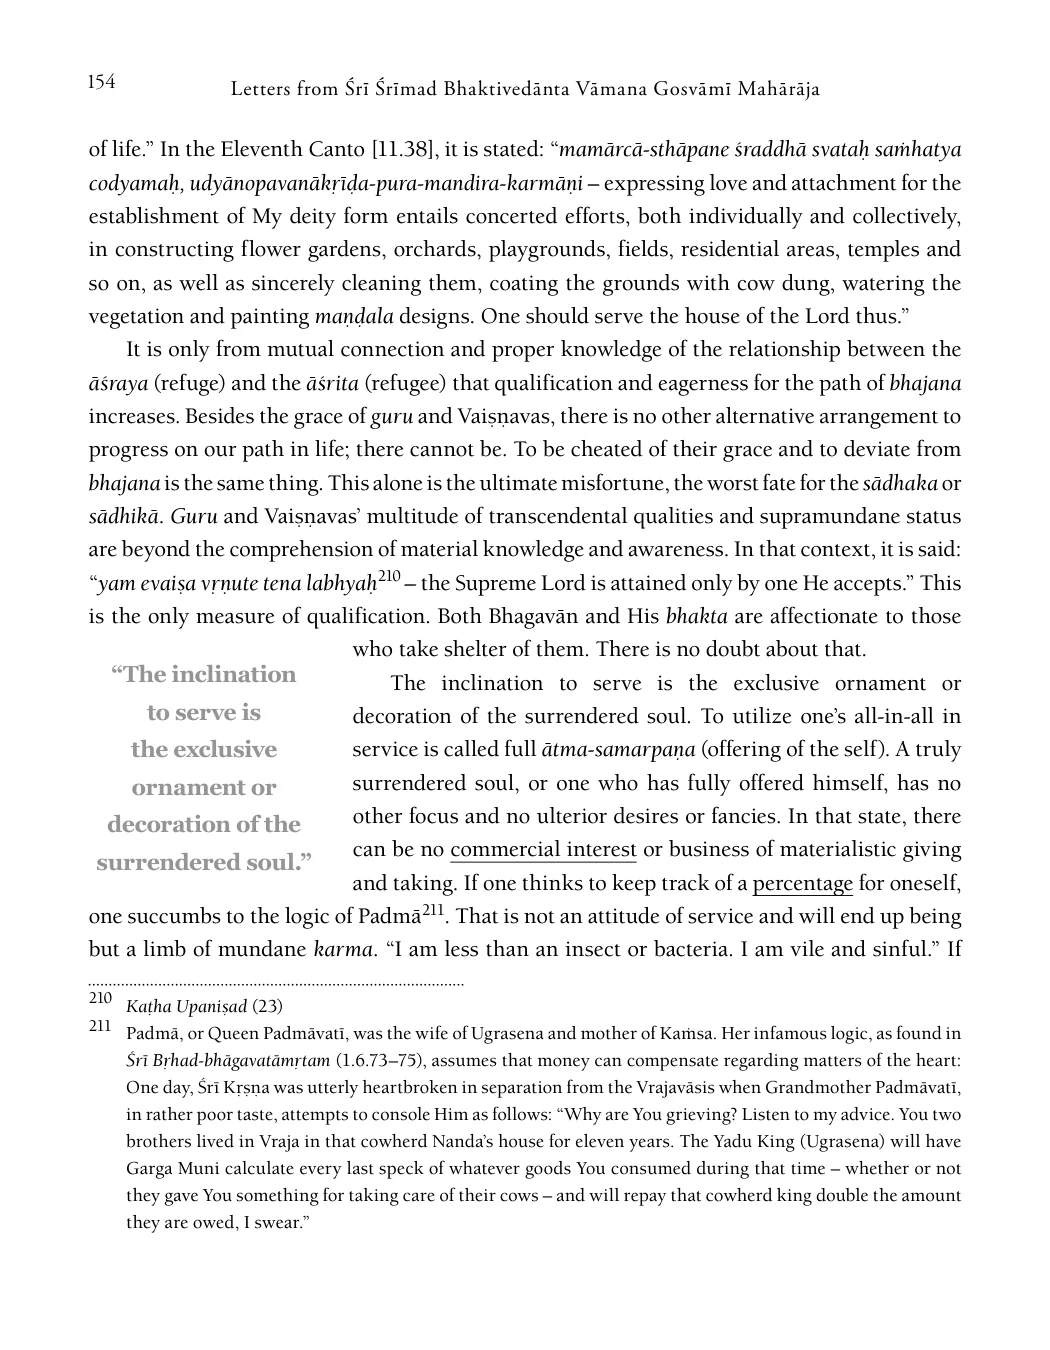 154
Letters from Śrī Śrīmad Bhaktivedānta Vāmana Gosvāmī Mahārāja
of life.” In the Eleventh Canto [11.38], it is stated: “mamārcā-sthāpane śraddhā svataḥ saṁhatya
codyamaḥ, udyānopavanākṛīḍa-pura-mandira-karmāṇi – expressing love and attachment for the
establishment of My deity form entails concerted efforts, both individually and collectively,
in constructing flower gardens, orchards, playgrounds, fields, residential areas, temples and
so on, as well as sincerely cleaning them, coating the grounds with cow dung, watering the
vegetation and painting maṇḍala designs. One should serve the house of the Lord thus.”
It is only from mutual connection and proper knowledge of the relationship between the
āśraya (refuge) and the āśrita (refugee) that qualification and eagerness for the path of bhajana
increases. Besides the grace of guru and Vaiṣṇavas, there is no other alternative arrangement to
progress on our path in life; there cannot be. To be cheated of their grace and to deviate from
bhajana is the same thing. This alone is the ultimate misfortune, the worst fate for the sādhaka or
sādhikā. Guru and Vaiṣṇavas’ multitude of transcendental qualities and supramundane status
are beyond the comprehension of material knowledge and awareness. In that context, it is said:
“yam evaiṣa vṛṇute tena labhyaḥ210 – the Supreme Lord is attained only by one He accepts.” This
is the only measure of qualification. Both Bhagavān and His bhakta are affectionate to those
who take shelter of them. There is no doubt about that.
“The inclination
to serve is
the exclusive
ornament or
decoration of the
surrendered soul.”
The inclination to serve is the exclusive ornament or
decoration of the surrendered soul. To utilize one’s all-in-all in
service is called full ātma-samarpaṇa (offering of the self). A truly
surrendered soul, or one who has fully offered himself, has no
other focus and no ulterior desires or fancies. In that state, there
can be no commercial interest or business of materialistic giving
and taking. If one thinks to keep track of a percentage for oneself,
one succumbs to the logic of Padmā211. That is not an attitude of service and will end up being
but a limb of mundane karma. “I am less than an insect or bacteria. I am vile and sinful.” If
210 Kaṭha Upaniṣad (23)
211 Padmā, or Queen Padmāvatī, was the wife of Ugrasena and mother of Kaṁsa. Her infamous logic, as found in
Śrī Bṛhad-bhāgavatāmṛtam (1.6.73–75), assumes that money can compensate regarding matters of the heart:
One day, Śrī Kṛṣṇa was utterly heartbroken in separation from the Vrajavāsis when Grandmother Padmāvatī,
in rather poor taste, attempts to console Him as follows: “Why are You grieving? Listen to my advice. You two
brothers lived in Vraja in that cowherd Nanda’s house for eleven years. The Yadu King (Ugrasena) will have
Garga Muni calculate every last speck of whatever goods You consumed during that time – whether or not
they gave You something for taking care of their cows – and will repay that cowherd king double the amount
they are owed, I swear.”